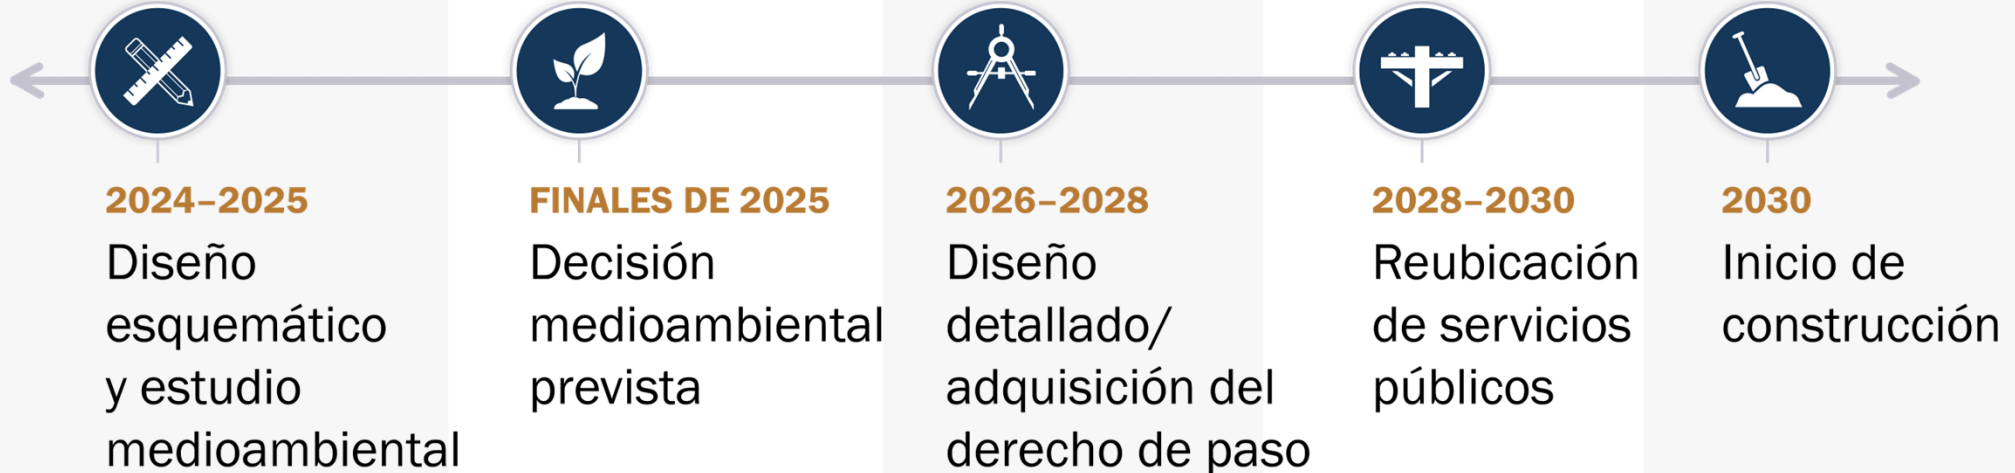 2024–2025
Diseño
esquemático
y estudio
medioambiental
FINALES DE 2025
Decisión
medioambiental
prevista
2026–2028
Diseño
detallado/
adquisición del
derecho de paso
2028–2030
Reubicación
de servicios
públicos
2030
Inicio de
construcción